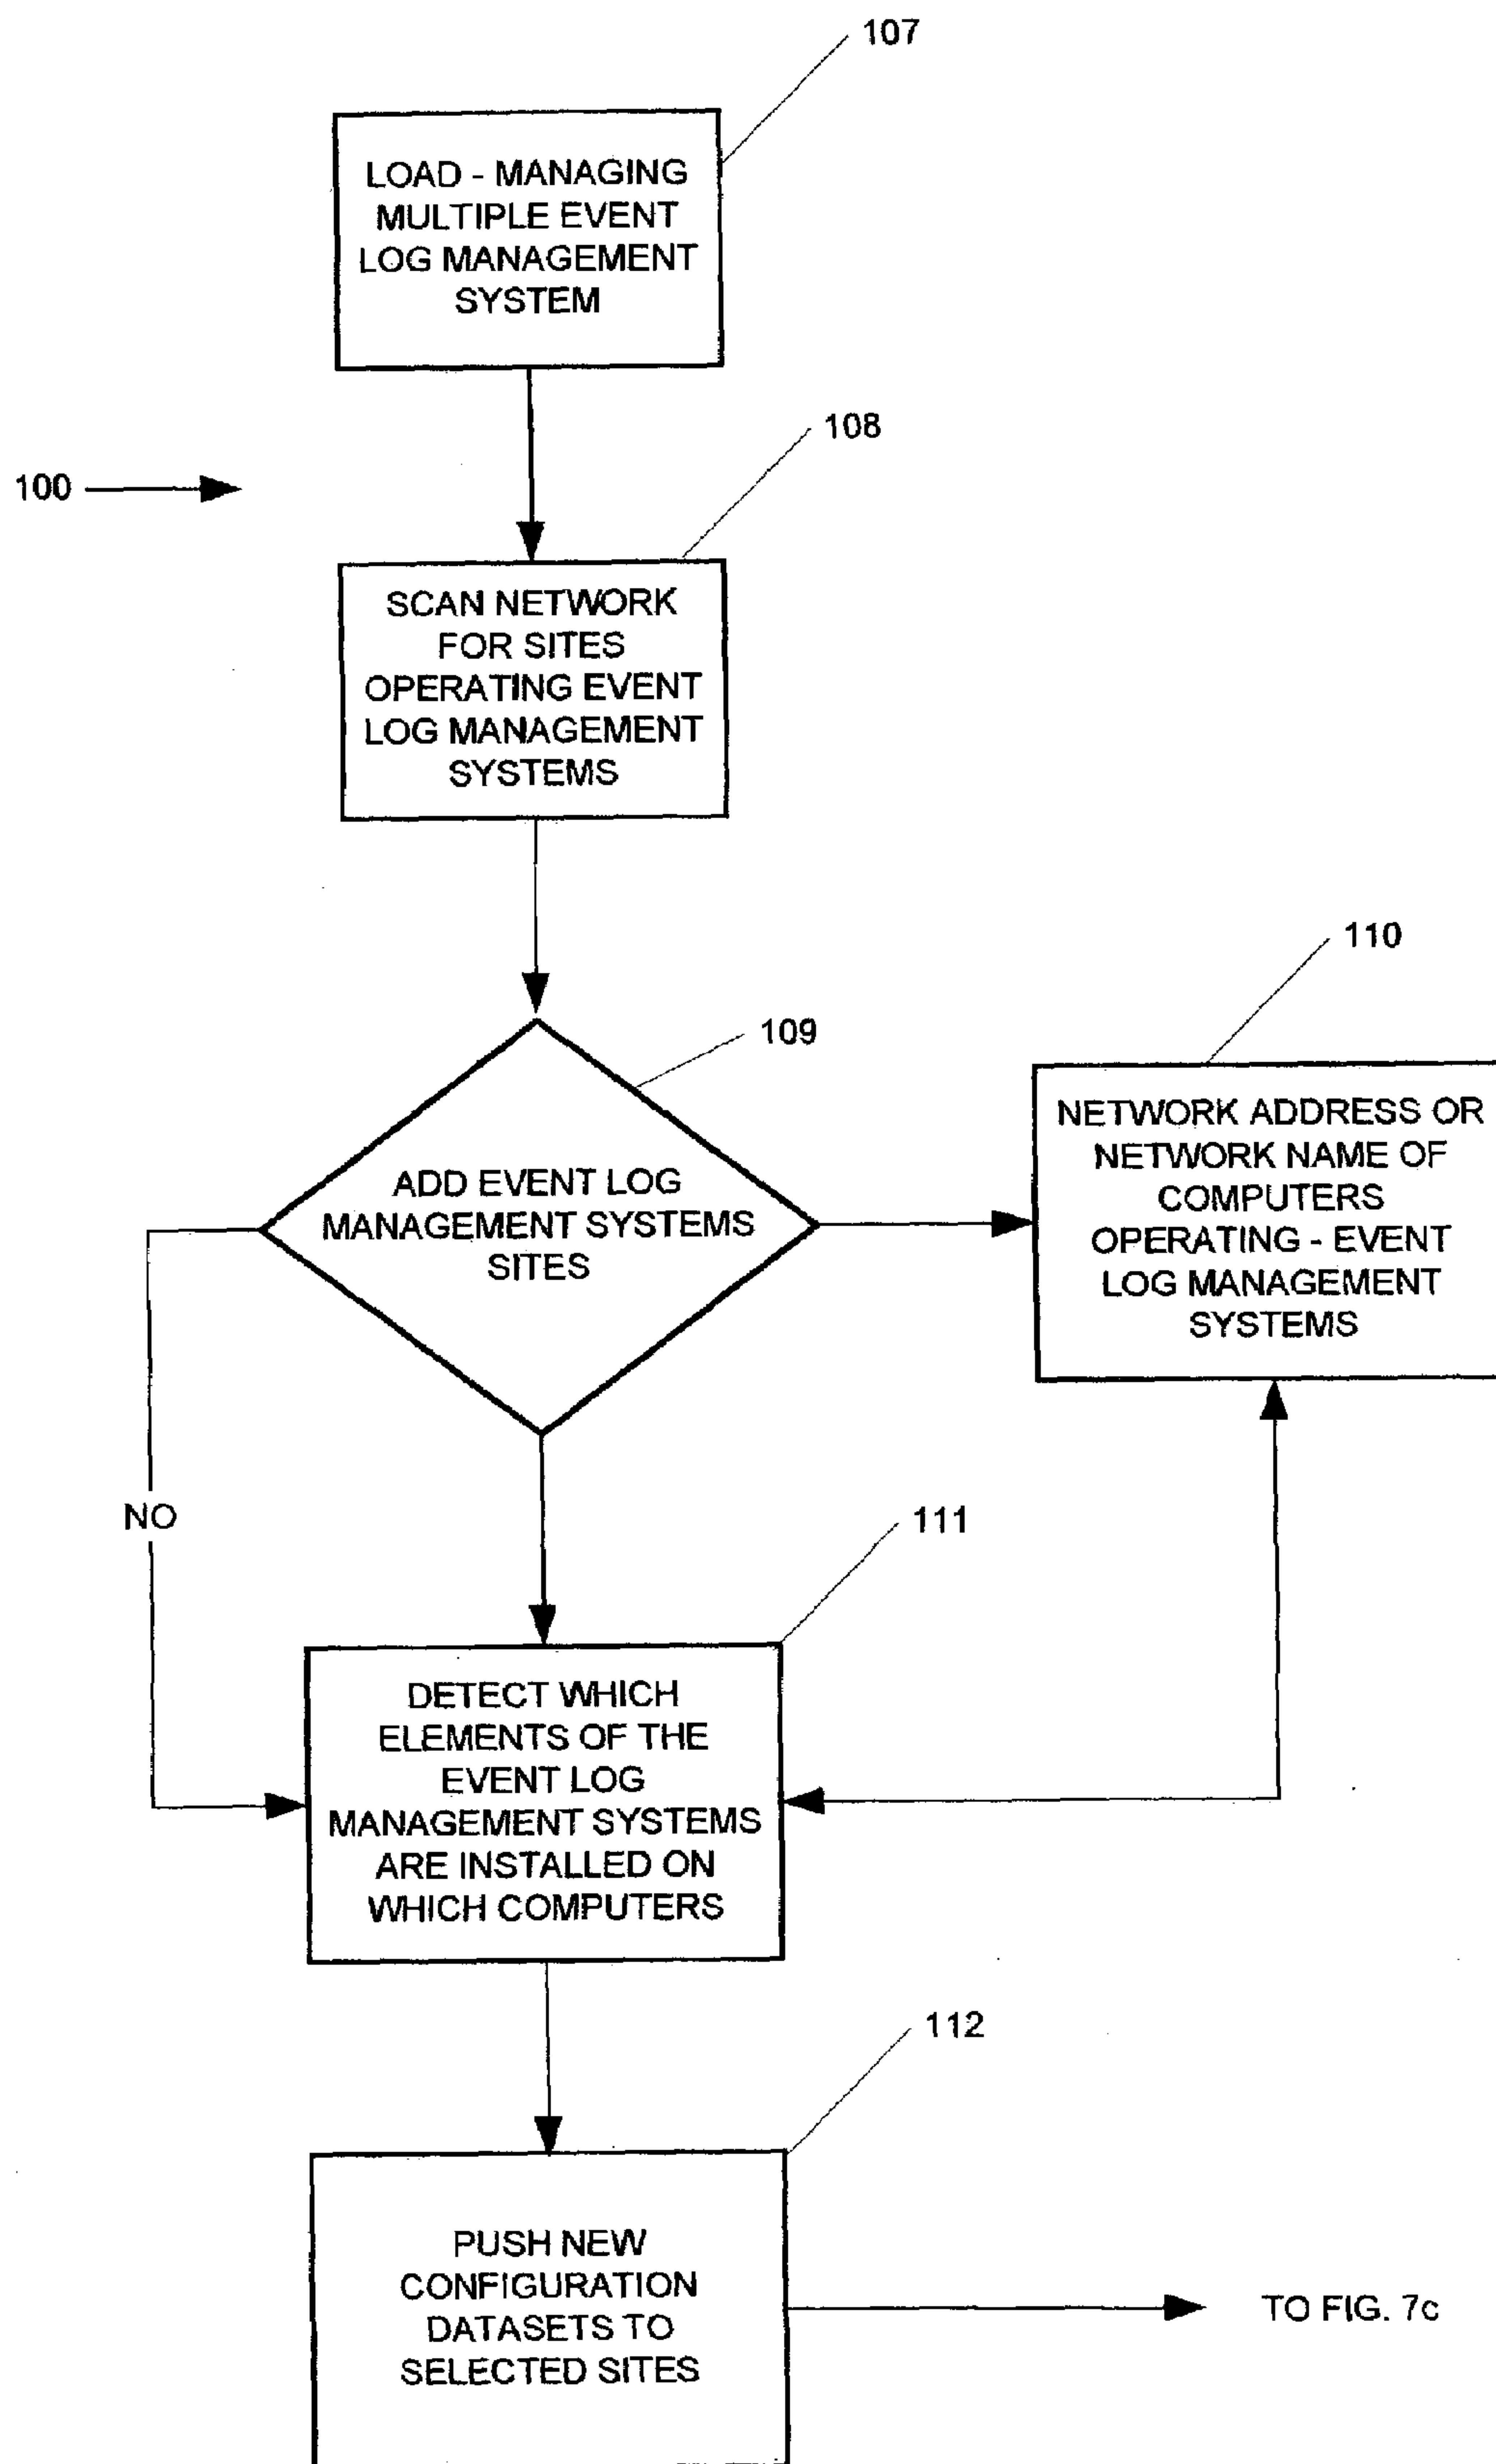 107
LOAD - MANAGING
MULTIPLE EVENT
LOG MANAGEMENT
SYSTEM
108
100
SCAN NETWORK
FOR SITES
OPERATING EVENT
LOG MANAGEMENT
SYSTEMS
109
110
ADD EVENT LOG
MANAGEMENT SYSTEMS
SITES
NETWORK ADDRESS OR
NETWORK NAME OF
COMPUTERS
OPERATING - EVENT
LOG MANAGEMENT
SYSTEMS
NO
111
DETECT WHICH
ELEMENTS OF THE
EVENT LOG
MANAGEMENT SYSTEMS
ARE INSTALLED ON
WHICH COMPUTERS
112
PUSH NEW
CONFIGURATION
DATASETS TO
SELECTED SITES
TO FIG. 7c